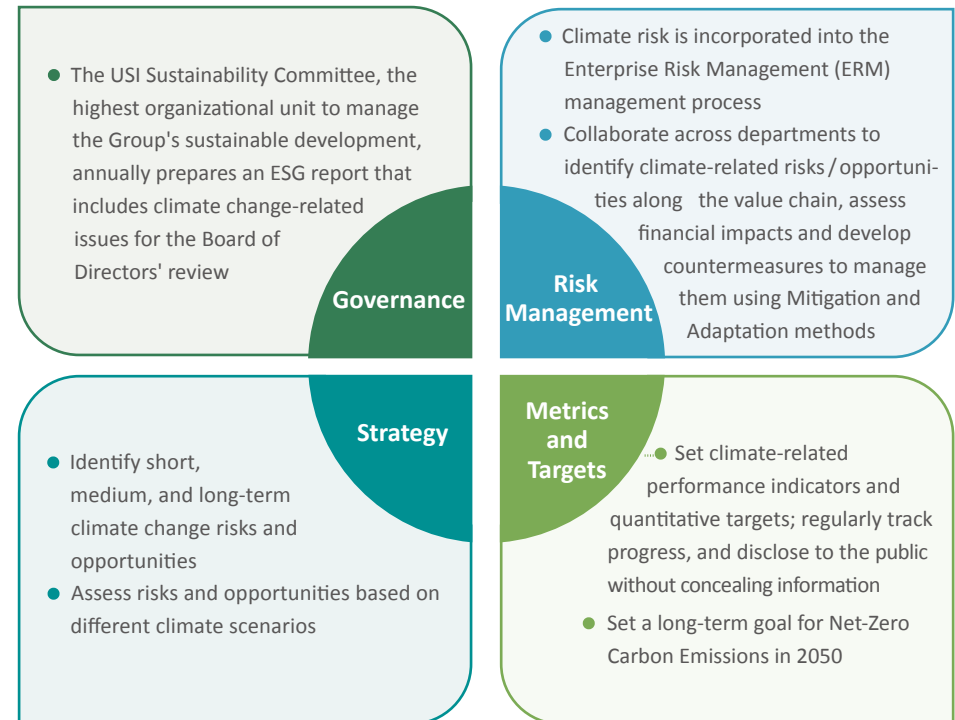 ● The USI Sustainability Committee, the
highest organizational unit to manage
the Group's sustainable development,
annually prepares an ESG report that
includes climate change-related
issues for the Board of
Directors' review
Governance
● Climate risk is incorporated into the
Enterprise Risk Management (ERM)
management process
● Collaborate across departments to
identify climate-related risks/opportuni-
ties along the value chain, assess
financial impacts and develop
countermeasures to manage
them using Mitigation and
Adaptation methods
Risk
Management
Strategy
● Identify short,
medium, and long-term
climate change risks and
opportunities
● Assess risks and opportunities based on
different climate scenarios
Metrics
and
Targets
● Set climate-related
performance indicators and
quantitative targets; regularly track
progress, and disclose to the public
without concealing information
● Set a long-term goal for Net-Zero
Carbon Emissions in 2050